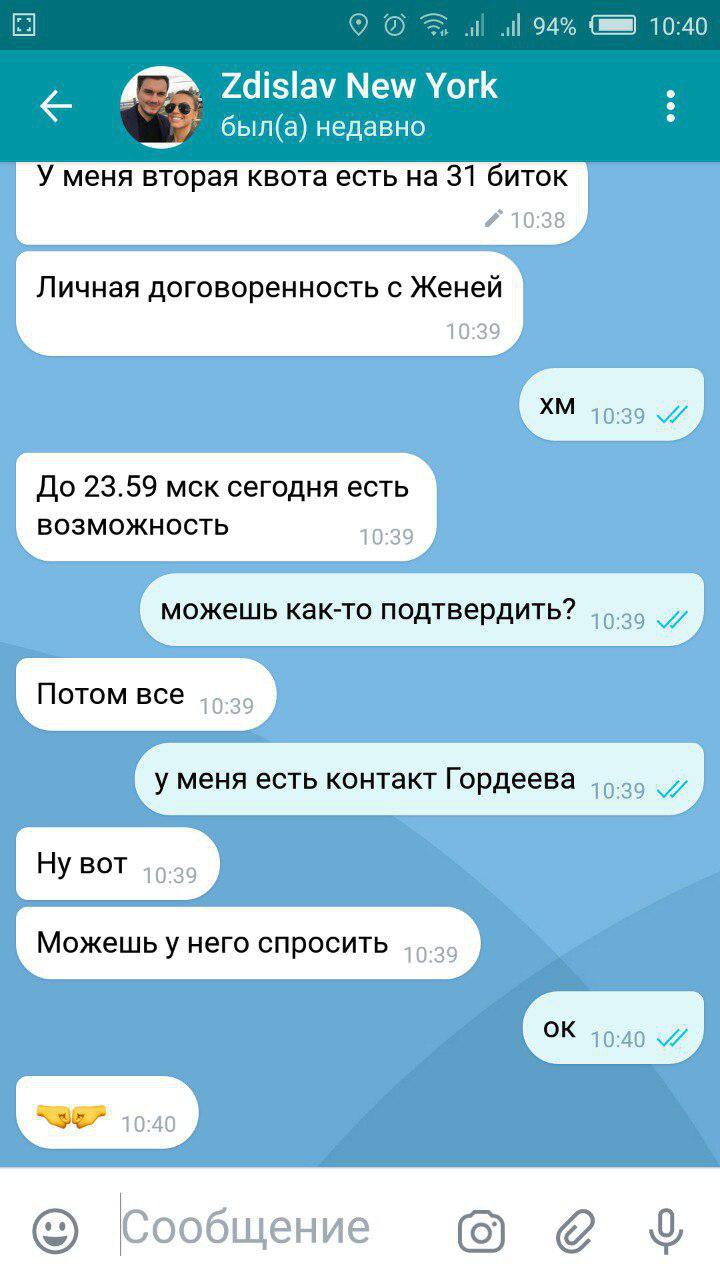 94% 10:40
Zdislav New York
был(а) недавно
У меня вторая квота есть на 31 биток
10:38
Личная договоренность с Женей
10:39
хм 10:39
До 23.59 мск сегодня есть
возможность 10:39
можешь как-то подтвердить? 10:39
Потом все 10:39
у меня есть контакт Гордеева 10:39
Ну вот 10:39
Можешь у него спросить 10:39
ок 10:40
10:40
Сообщение